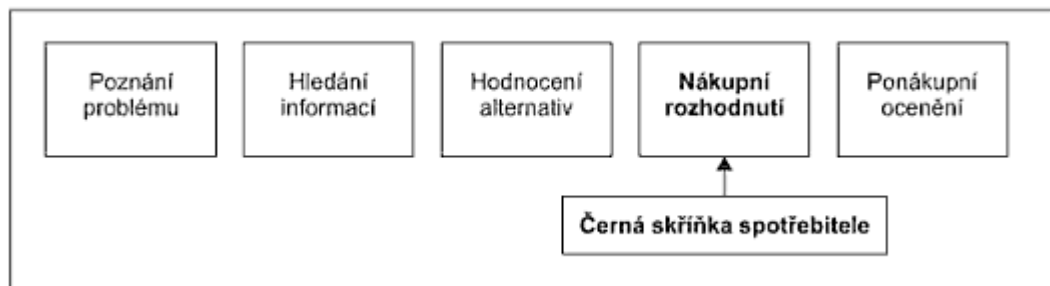 Poznání
problému
Hledání
informací
Hodnocení
alternativ
Nákupní
rozhodnutí
Ponákupní
ocenění
Černá skříňka spotřebitele